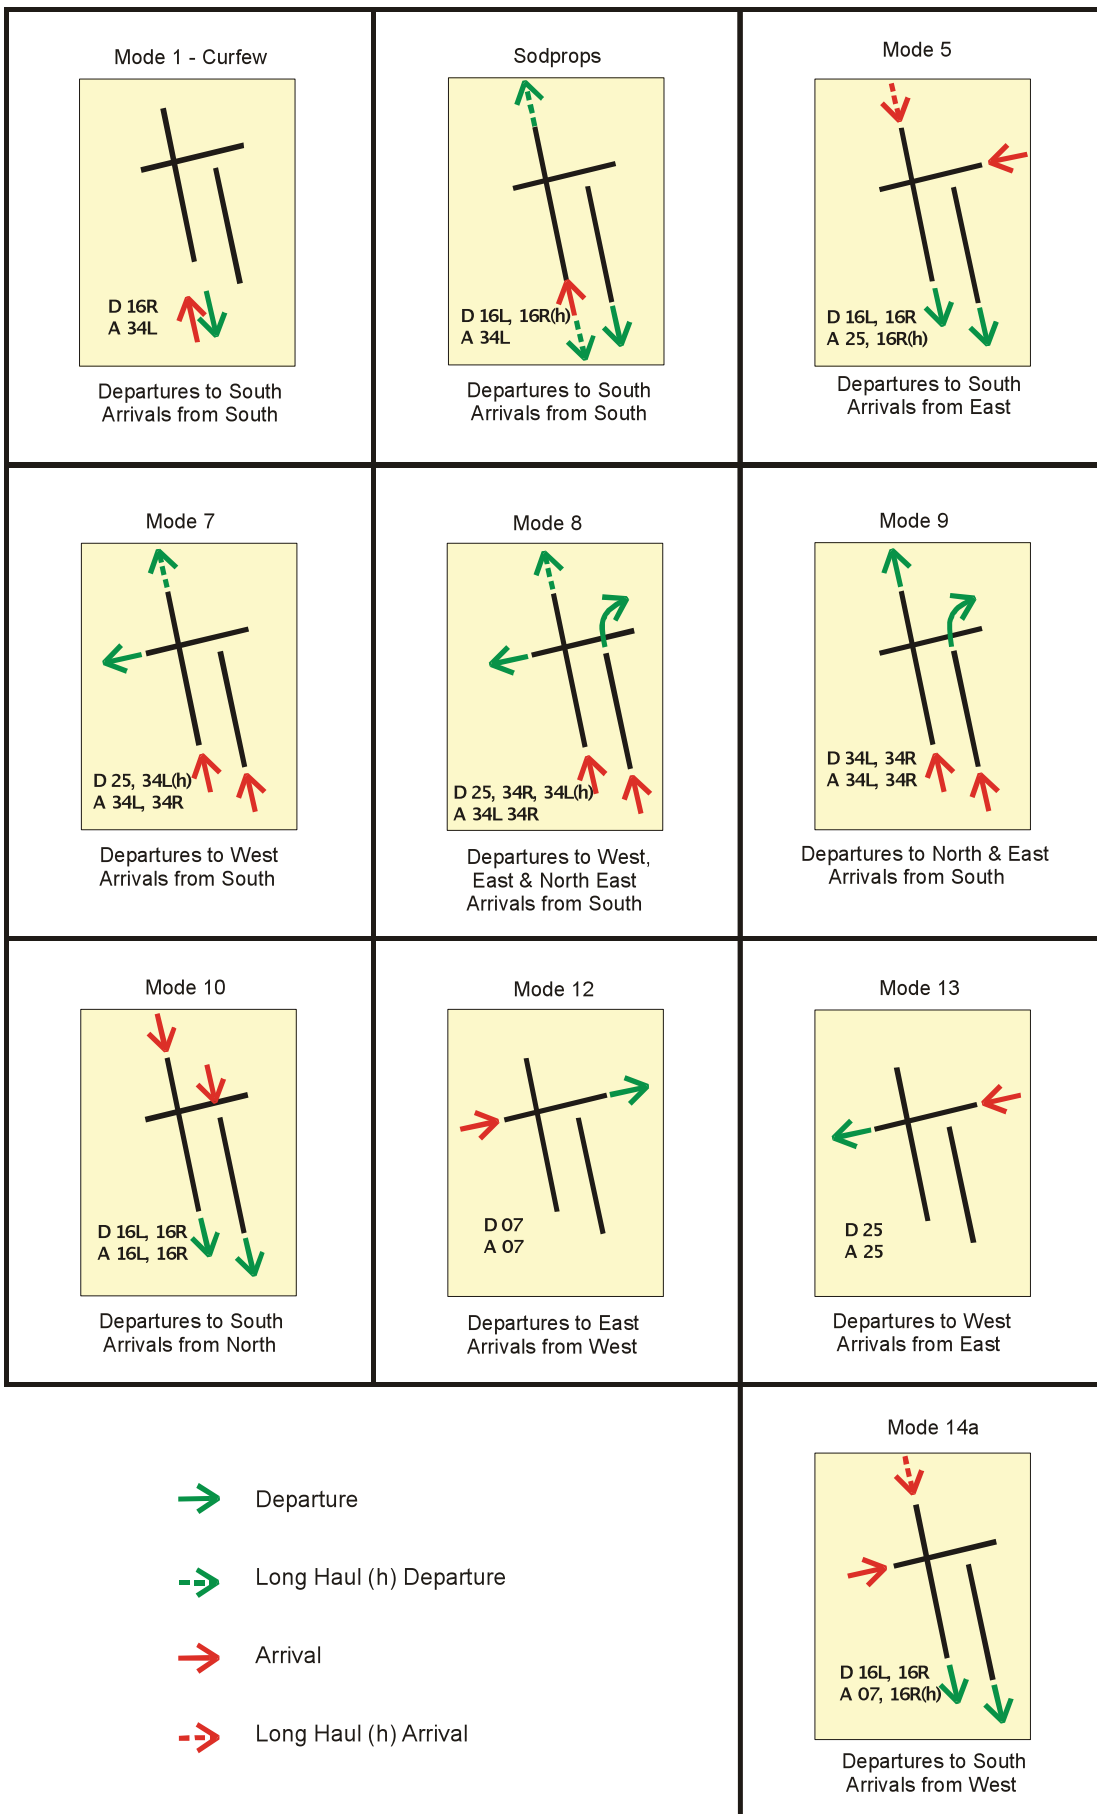 Mode 1 - Curfew
D 16R
A 34L
Departures to South
Arrivals from South
Sodprops
D 16L, 16R(h)
A 34L
Departures to South
Arrivals from South
Mode 5
D 16L, 16R
A 25, 16R(h)
Departures to South
Arrivals from East
Mode 7
D 25, 34L(h)
A 34L, 34R
Departures to West
Arrivals from South
Mode 8
D 25, 34R, 34L(h)
A 34L 34R
Departures to West,
East & North East
Arrivals from South
Mode 9
D 34L, 34R
A 34L, 34R
Departures to North & East
Arrivals from South
Mode 10
D 16L, 16R
A 16L, 16R
Departures to South
Arrivals from North
Mode 12
D 07
A 07
Departures to East
Arrivals from West
Mode 13
D 25
A 25
Departures to West
Arrivals from East
Departure
Long Haul (h) Departure
Arrival
Long Haul (h) Arrival
Mode 14a
D 16L, 16R
A 07, 16R(h)
Departures to South
Arrivals from West